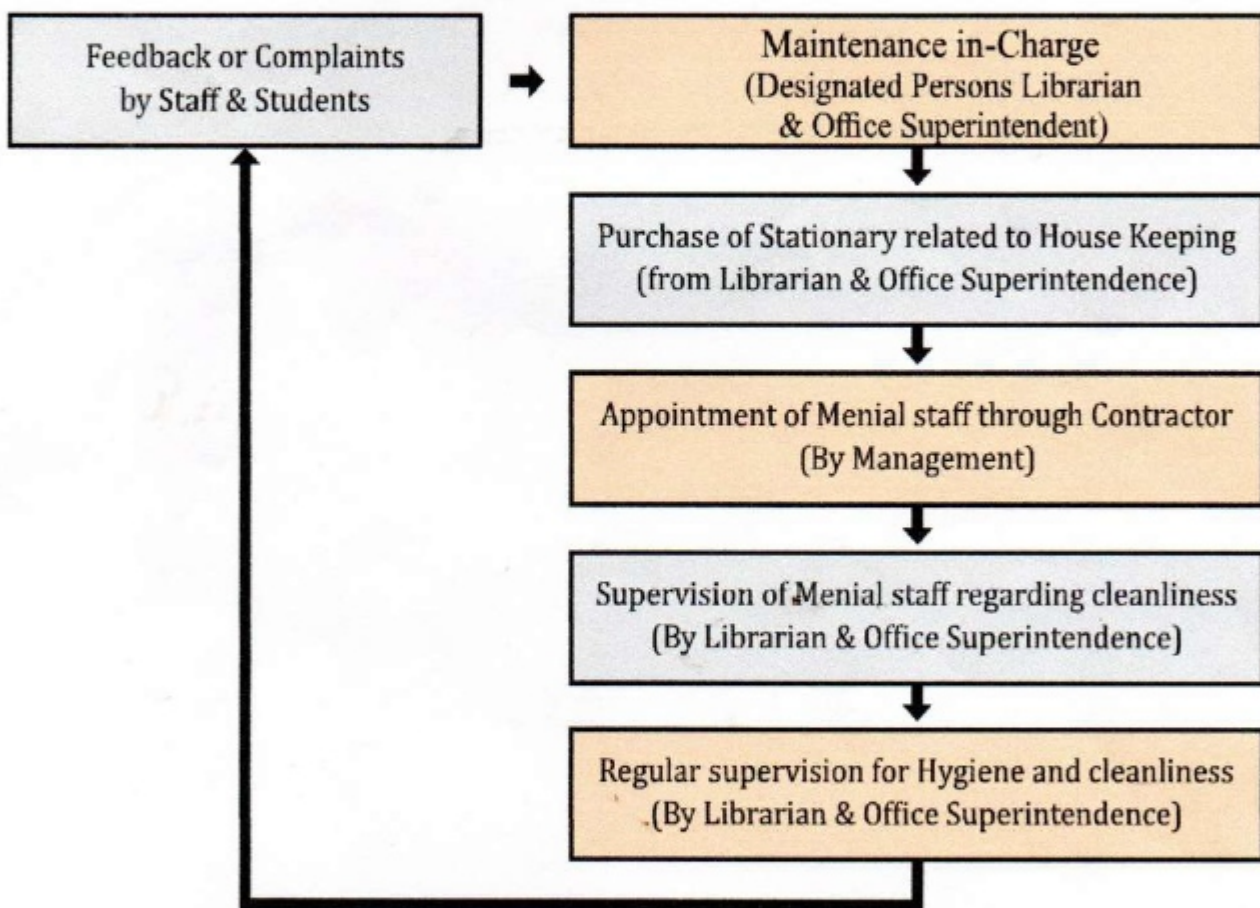 Feedback or Complaints
by Staff & Students
Maintenance in-Charge
(Designated Persons Librarian
& Office Superintendent)
Purchase of Stationary related to House Keeping
(from Librarian & Office Superintendence)
Appointment of Menial staff through Contractor
(By Management)
Supervision of Menial staff regarding cleanliness
(By Librarian & Office Superintendence)
Regular supervision for Hygiene and cleanliness
(By Librarian & Office Superintendence)